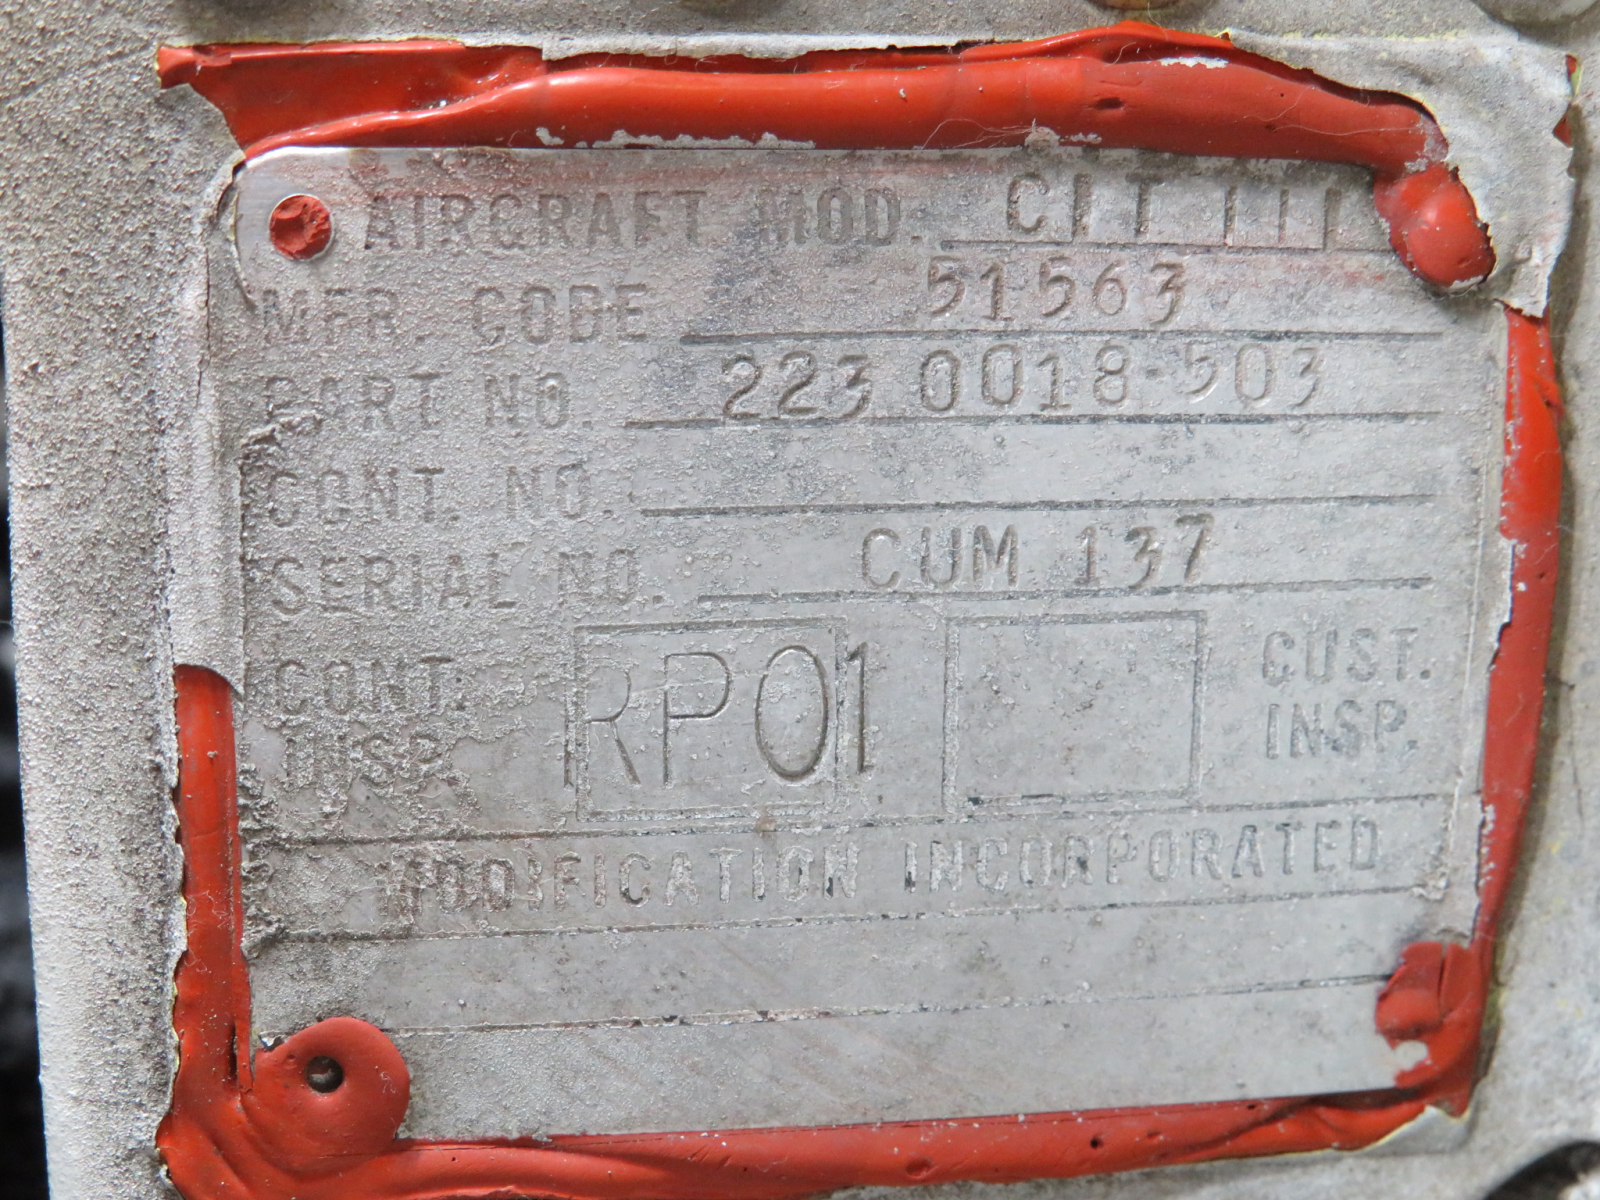 AIRCRAFT MOD. CIT III
MFR. CODE 51563
PART NO. 223 0018-503
CONT. NO.
SERIAL NO. CUM 137
CONT. INSP. RP01 CUST. INSP.
MODIFICATION INCORPORATED